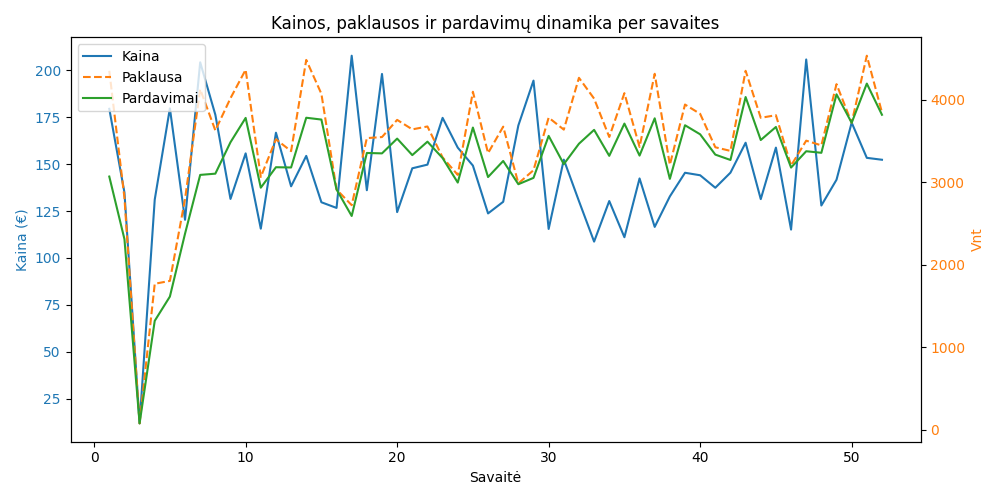 Kainos, paklausos ir pardavimų dinamika per savaites
Kaina
Paklausa
Pardavimai
200
175
150
125
100
75
50
25
Kaina (€)
4000
3000
2000
1000
0
Vnt
0 10 20 30 40 50
Savaitė